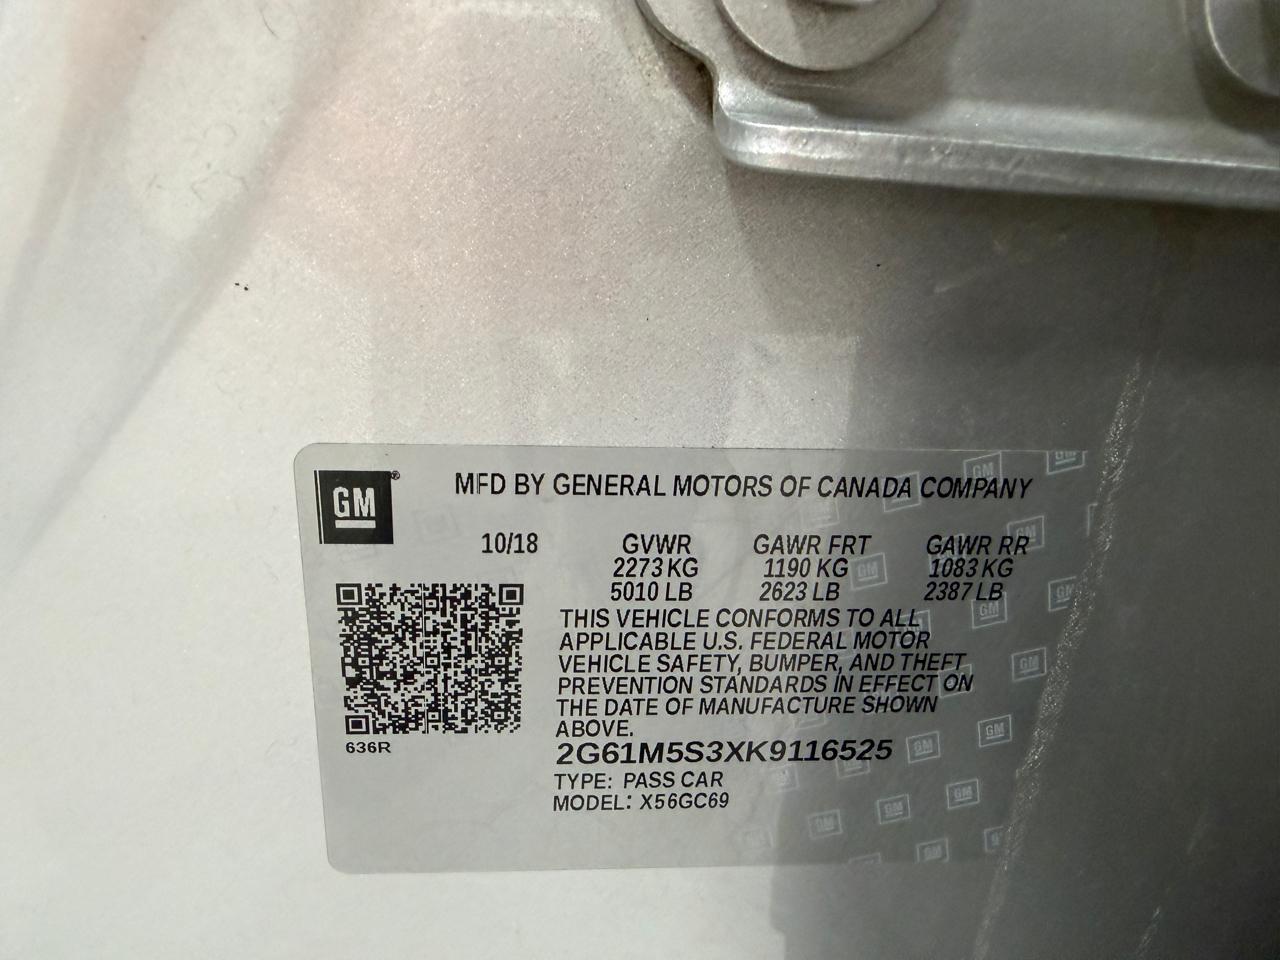 GM®
MFD BY GENERAL MOTORS OF CANADA COMPANY
10/18 GVWR GAWR FRT GAWR RR
2273 KG 1190 KG 1083 KG
5010 LB 2623 LB 2387 LB
THIS VEHICLE CONFORMS TO ALL
APPLICABLE U.S. FEDERAL MOTOR
VEHICLE SAFETY, BUMPER, AND THEFT
PREVENTION STANDARDS IN EFFECT ON
THE DATE OF MANUFACTURE SHOWN
ABOVE.
636R
2G61M5S3XK9116525
TYPE: PASS CAR
MODEL: X56GC69